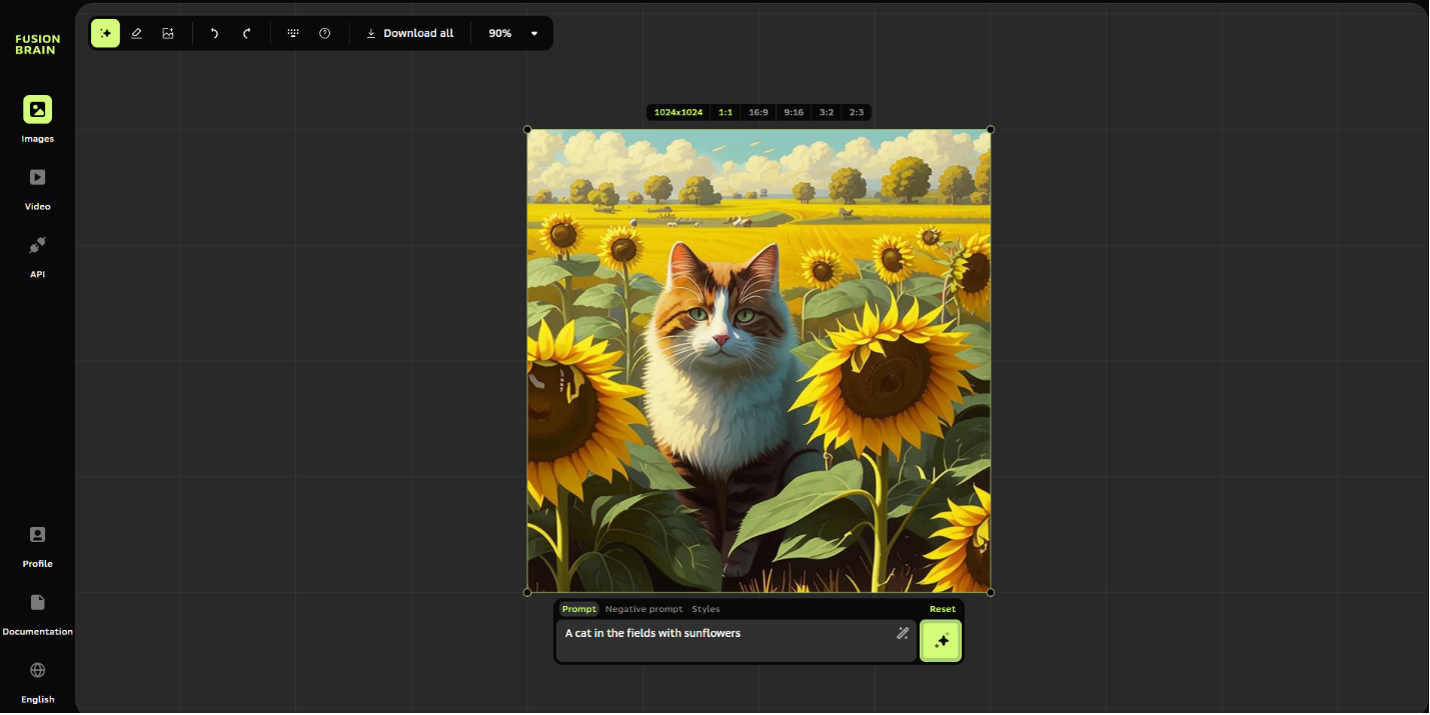 FUSION
BRAIN
Images
Video
API
Profile
Documentation
English
Download all
90%
1024x1024 1:1 16:9 9:16 3:2 2:3
Prompt Negative prompt Styles Reset
A cat in the fields with sunflowers